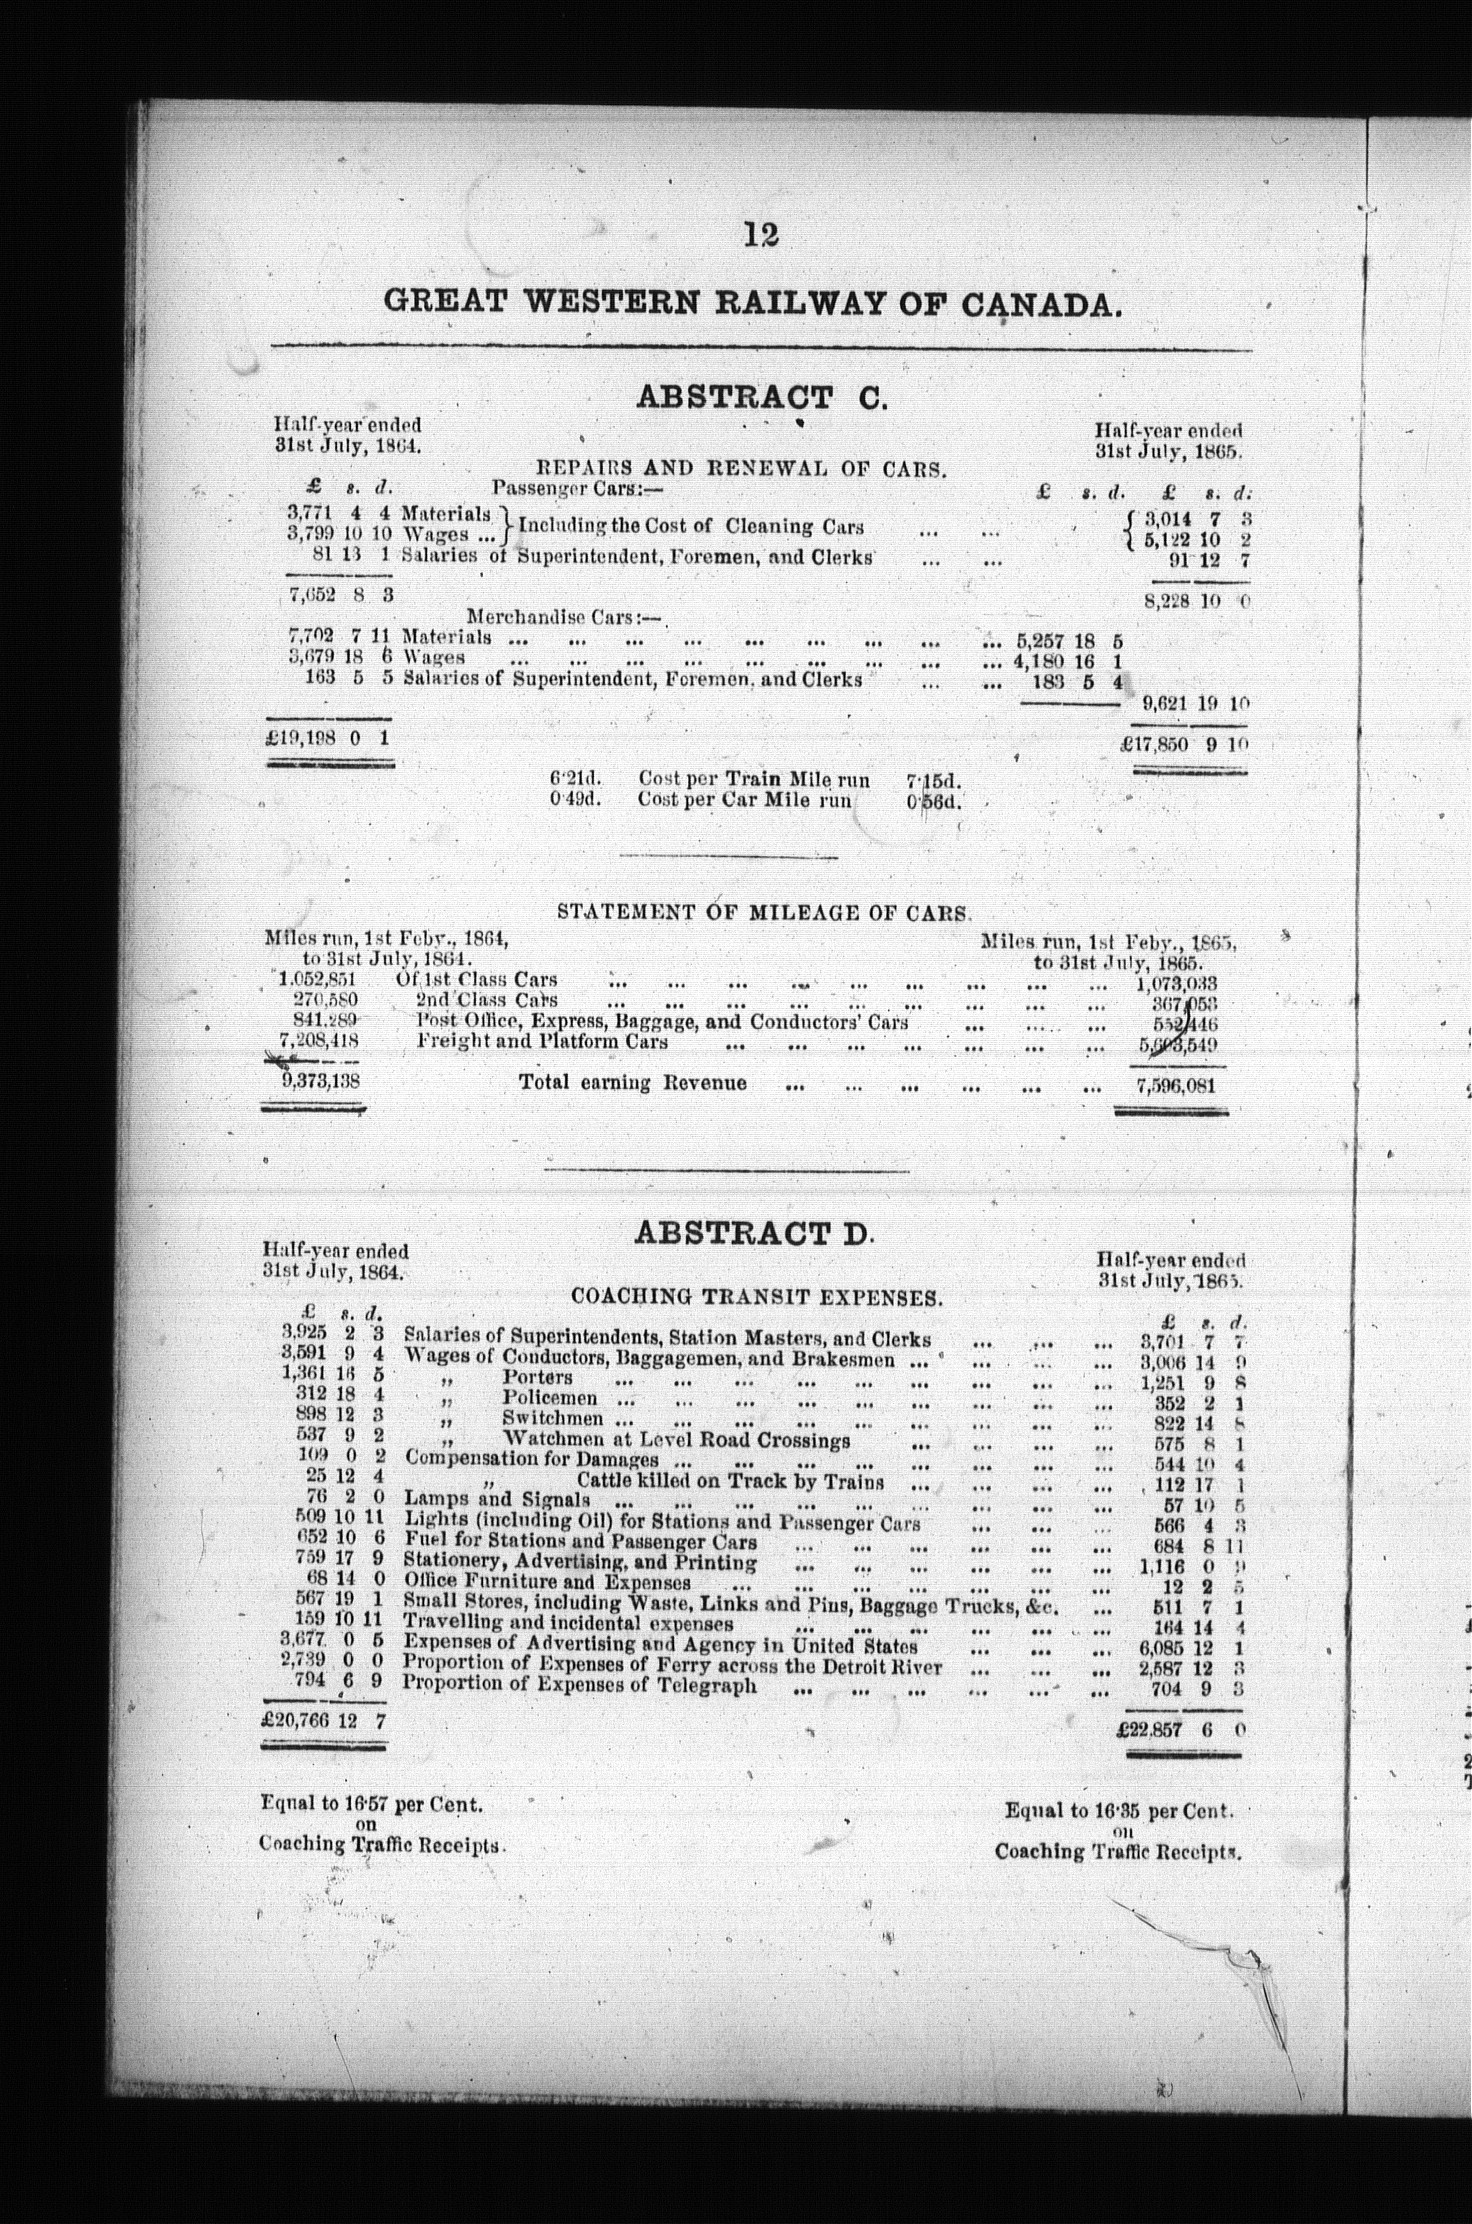 12
GREAT WESTERN RAILWAY OF CANADA.
ABSTRACT C.
Half-year ended
31st July, 1864.
Half-year ended
31st July, 1865.
REPAIRS AND RENEWAL OF CARS.
£ s. d. Passenger Cars:— £ s. d. £ s. d.
3,771 4 4 Materials } Including the Cost of Cleaning Cars ... ... { 3,014 7 3
3,799 10 10 Wages ... } { 5,122 10 2
81 13 1 Salaries of Superintendent, Foremen, and Clerks ... ... 91 12 7
7,652 8 3 8,228 10 0
Merchandise Cars:—
7,702 7 11 Materials ... ... ... ... ... ... ... ... ... 5,257 18 5
3,679 18 6 Wages ... ... ... ... ... ... ... ... ... 4,180 16 1
163 5 5 Salaries of Superintendent, Foremen, and Clerks ... ... 183 5 4
9,621 19 10
£19,198 0 1 £17,850 9 10
6·21d. Cost per Train Mile run 7·15d.
0·49d. Cost per Car Mile run 0·56d.
STATEMENT OF MILEAGE OF CARS.
Miles run, 1st Feby., 1864,
to 31st July, 1864.
Miles run, 1st Feby., 1865,
to 31st July, 1865.
1,052,851 Of 1st Class Cars ... ... ... ... ... ... ... ... ... 1,073,033
270,580 2nd Class Cars ... ... ... ... ... ... ... ... ... 367,053
841,289 Post Office, Express, Baggage, and Conductors' Cars ... ... ... 552,446
7,208,418 Freight and Platform Cars ... ... ... ... ... ... ... 5,603,549
9,373,138 Total earning Revenue ... ... ... ... ... ... 7,596,081
ABSTRACT D.
Half-year ended
31st July, 1864.
Half-year ended
31st July, 1865.
COACHING TRANSIT EXPENSES.
£ s. d. £ s. d.
3,925 2 3 Salaries of Superintendents, Station Masters, and Clerks ... ... ... 3,701 7 7
3,591 9 4 Wages of Conductors, Baggagemen, and Brakesmen ... ... ... ... 3,006 14 9
1,361 16 5 „ Porters ... ... ... ... ... ... ... ... ... 1,251 9 8
312 18 4 „ Policemen ... ... ... ... ... ... ... ... ... 352 2 1
898 12 3 „ Switchmen ... ... ... ... ... ... ... ... ... 822 14 8
537 9 2 „ Watchmen at Level Road Crossings ... ... ... ... 575 8 1
109 0 2 Compensation for Damages ... ... ... ... ... ... ... ... 544 10 4
25 12 4 „ Cattle killed on Track by Trains ... ... ... ... 112 17 1
76 2 0 Lamps and Signals ... ... ... ... ... ... ... ... ... 57 10 5
509 10 11 Lights (including Oil) for Stations and Passenger Cars ... ... ... 566 4 3
652 10 6 Fuel for Stations and Passenger Cars ... ... ... ... ... ... 684 8 11
759 17 9 Stationery, Advertising, and Printing ... ... ... ... ... ... 1,116 0 9
68 14 0 Office Furniture and Expenses ... ... ... ... ... ... ... 12 2 5
567 19 1 Small Stores, including Waste, Links and Pins, Baggage Trucks, &c. ... 511 7 1
159 10 11 Travelling and incidental expenses ... ... ... ... ... ... 164 14 4
3,677 0 5 Expenses of Advertising and Agency in United States ... ... ... 6,085 12 1
2,739 0 0 Proportion of Expenses of Ferry across the Detroit River ... ... ... 2,587 12 3
794 6 9 Proportion of Expenses of Telegraph ... ... ... ... ... ... 704 9 3
£20,766 12 7 £22,857 6 0
Equal to 16·57 per Cent.
on
Coaching Traffic Receipts.
Equal to 16·35 per Cent.
on
Coaching Traffic Receipts.